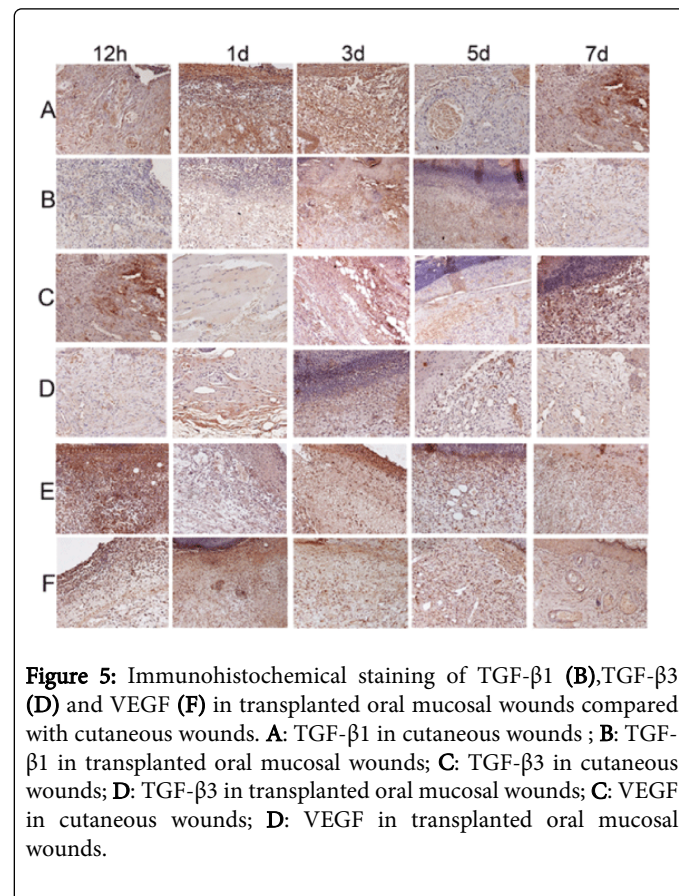 12h 1d 3d 5d 7d
A
B
C
D
E
F
Figure 5: Immunohistochemical staining of TGF-β1 (B),TGF-β3
(D) and VEGF (F) in transplanted oral mucosal wounds compared
with cutaneous wounds. A: TGF-β1 in cutaneous wounds ; B: TGF-
β1 in transplanted oral mucosal wounds; C: TGF-β3 in cutaneous
wounds; D: TGF-β3 in transplanted oral mucosal wounds; C: VEGF
in cutaneous wounds; D: VEGF in transplanted oral mucosal
wounds.